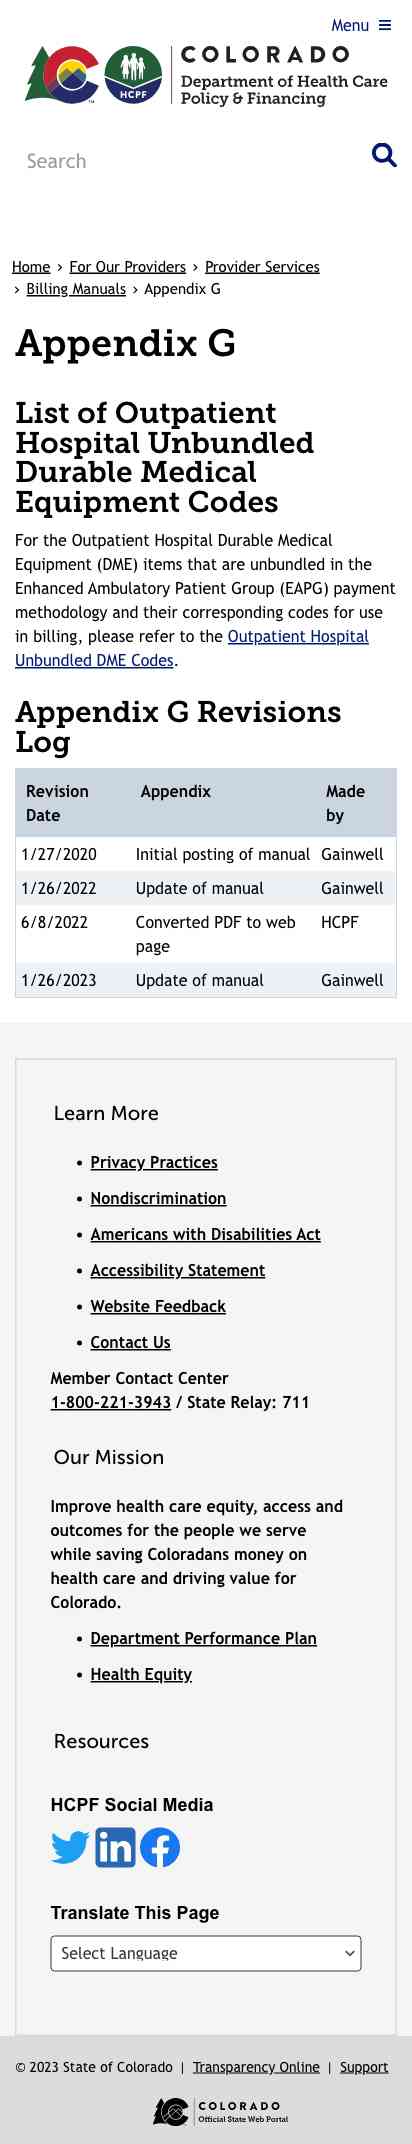 Menu
COLORADO
Department of Health Care
Policy & Financing
HCPF
™
Search
Home › For Our Providers › Provider Services
› Billing Manuals › Appendix G
Appendix G
List of Outpatient
Hospital Unbundled
Durable Medical
Equipment Codes
For the Outpatient Hospital Durable Medical
Equipment (DME) items that are unbundled in the
Enhanced Ambulatory Patient Group (EAPG) payment
methodology and their corresponding codes for use
in billing, please refer to the Outpatient Hospital
Unbundled DME Codes.
Appendix G Revisions
Log
Revision Date Appendix Made by
1/27/2020 Initial posting of manual Gainwell
1/26/2022 Update of manual Gainwell
6/8/2022 Converted PDF to web page HCPF
1/26/2023 Update of manual Gainwell
Learn More
• Privacy Practices
• Nondiscrimination
• Americans with Disabilities Act
• Accessibility Statement
• Website Feedback
• Contact Us
Member Contact Center
1-800-221-3943 / State Relay: 711
Our Mission
Improve health care equity, access and
outcomes for the people we serve
while saving Coloradans money on
health care and driving value for
Colorado.
• Department Performance Plan
• Health Equity
Resources
HCPF Social Media
in
Translate This Page
Select Language
© 2023 State of Colorado | Transparency Online | Support
COLORADO
Official State Web Portal